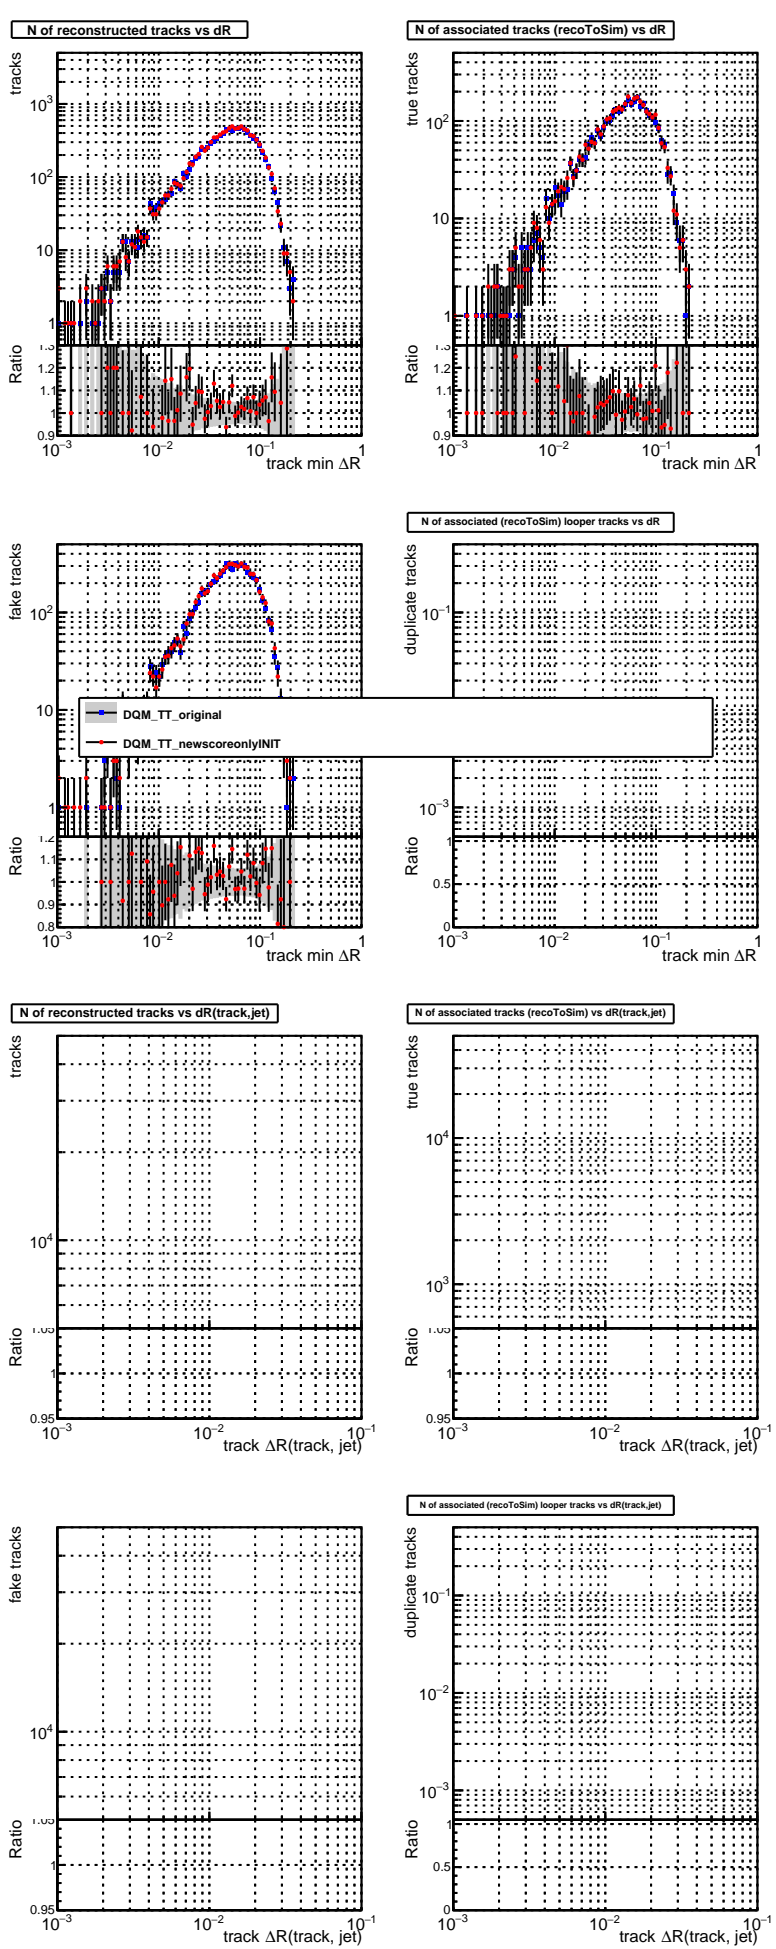 N of reconstructed tracks vs dR
tracks
10³
10²
10
1
Ratio
1.3
1.2
1.1
1
0.9
10⁻³
10⁻²
10⁻¹
1
track min ΔR
N of associated tracks (recoToSim) vs dR
true tracks
10²
10
1
Ratio
1.3
1.2
1.1
1
0.9
10⁻³
10⁻²
10⁻¹
1
track min ΔR
fake tracks
10²
10
1
Ratio
1.2
1.1
1
0.9
0.8
10⁻³
10⁻²
10⁻¹
1
track min ΔR
N of associated (recoToSim) looper tracks vs dR
duplicate tracks
10⁻¹
10⁻³
Ratio
1
0.5
0
10⁻³
10⁻²
10⁻¹
1
track min ΔR
DQM_TT_original
DQM_TT_newscoreonlyINIT
N of reconstructed tracks vs dR(track,jet)
tracks
10⁴
Ratio
1.05
1
0.95
10⁻³
10⁻²
10⁻¹
track ΔR(track, jet)
N of associated tracks (recoToSim) vs dR(track,jet)
true tracks
10⁴
10³
Ratio
1.05
1
0.95
10⁻³
10⁻²
10⁻¹
track ΔR(track, jet)
fake tracks
10⁴
Ratio
1.05
1
0.95
10⁻³
10⁻²
10⁻¹
track ΔR(track, jet)
N of associated (recoToSim) looper tracks vs dR(track,jet)
duplicate tracks
10⁻¹
10⁻²
10⁻³
Ratio
1
0.5
0
10⁻³
10⁻²
10⁻¹
track ΔR(track, jet)